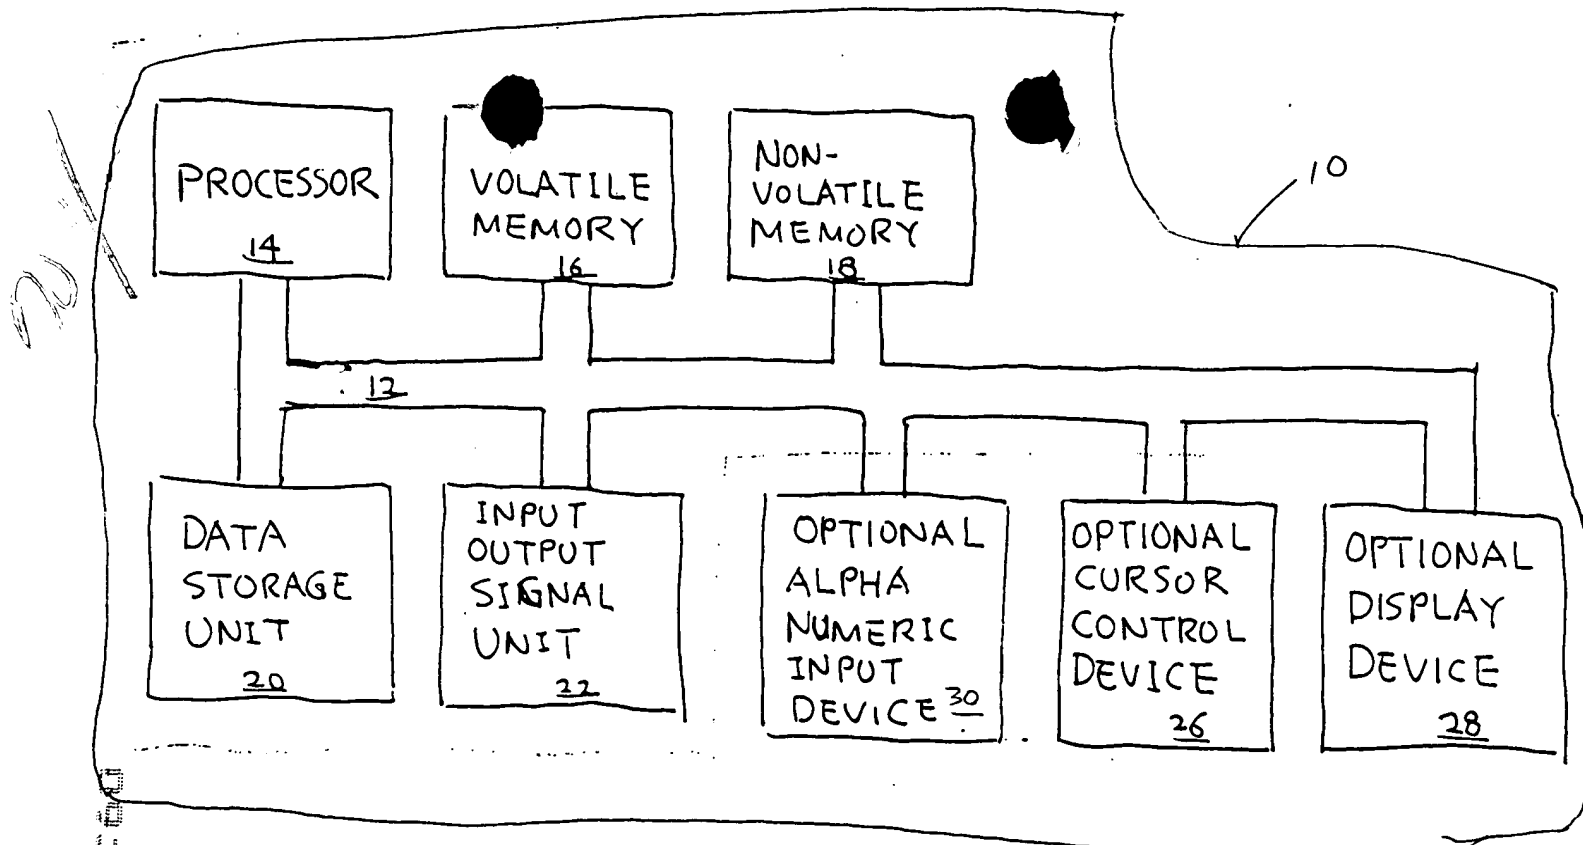 PROCESSOR
14
VOLATILE
MEMORY
16
NON-
VOLATILE
MEMORY
18
10
12
DATA
STORAGE
UNIT
20
INPUT
OUTPUT
SIGNAL
UNIT
22
OPTIONAL
ALPHA
NUMERIC
INPUT
DEVICE 30
OPTIONAL
CURSOR
CONTROL
DEVICE
26
OPTIONAL
DISPLAY
DEVICE
28